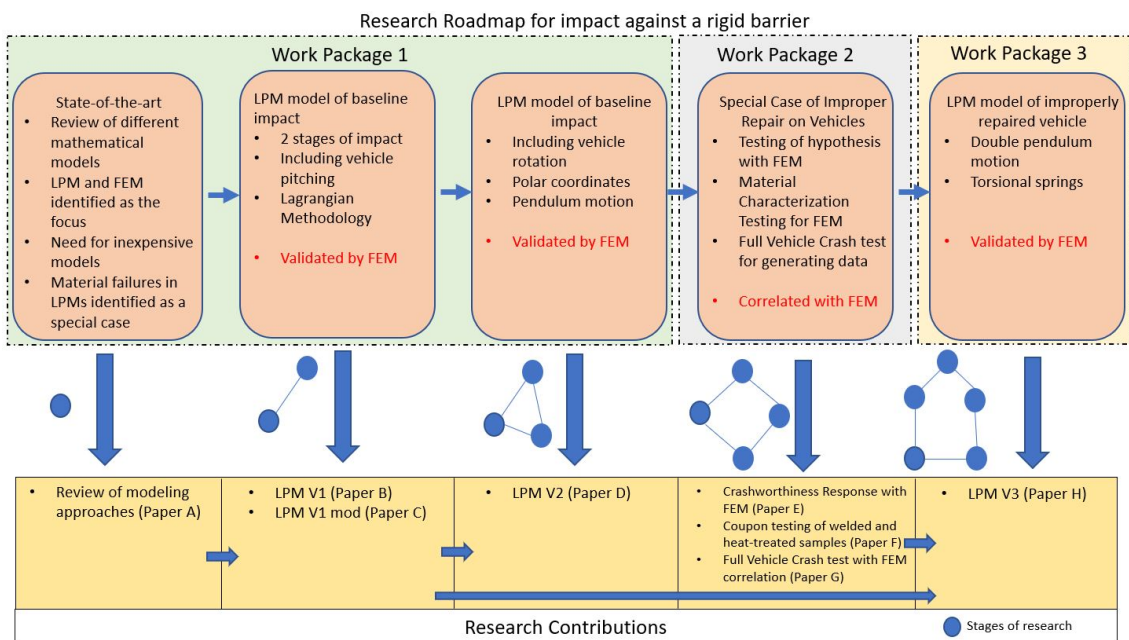 Research Roadmap for impact against a rigid barrier
Work Package 1
State-of-the-art
• Review of different
mathematical
models
• LPM and FEM
identified as the
focus
• Need for inexpensive
models
• Material failures in
LPMs identified as a
special case
LPM model of baseline
impact
• 2 stages of impact
• Including vehicle
pitching
• Lagrangian
Methodology
• Validated by FEM
LPM model of baseline
impact
• Including vehicle
rotation
• Polar coordinates
• Pendulum motion
• Validated by FEM
Work Package 2
Special Case of Improper
Repair on Vehicles
• Testing of hypothesis
with FEM
• Material
Characterization
Testing for FEM
• Full Vehicle Crash test
for generating data
• Correlated with FEM
Work Package 3
LPM model of improperly
repaired vehicle
• Double pendulum
motion
• Torsional springs
• Validated by FEM
• Review of modeling
approaches (Paper A)
• LPM V1 (Paper B)
• LPM V1 mod (Paper C)
• LPM V2 (Paper D)
• Crashworthiness Response with
FEM (Paper E)
• Coupon testing of welded and
heat-treated samples (Paper F)
• Full Vehicle Crash test with FEM
correlation (Paper G)
• LPM V3 (Paper H)
Research Contributions
Stages of research